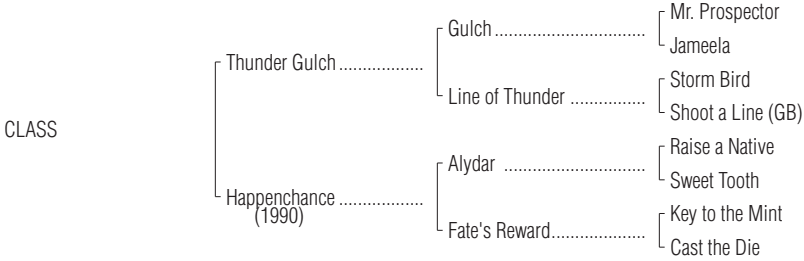 Mr. Prospector
Gulch ................................
Jameela
Thunder Gulch ..................
Storm Bird
Line of Thunder ................
Shoot a Line (GB)
CLASS
Raise a Native
Alydar ..............................
Sweet Tooth
Happenchance ..................
(1990)
Key to the Mint
Fate's Reward....................
Cast the Die